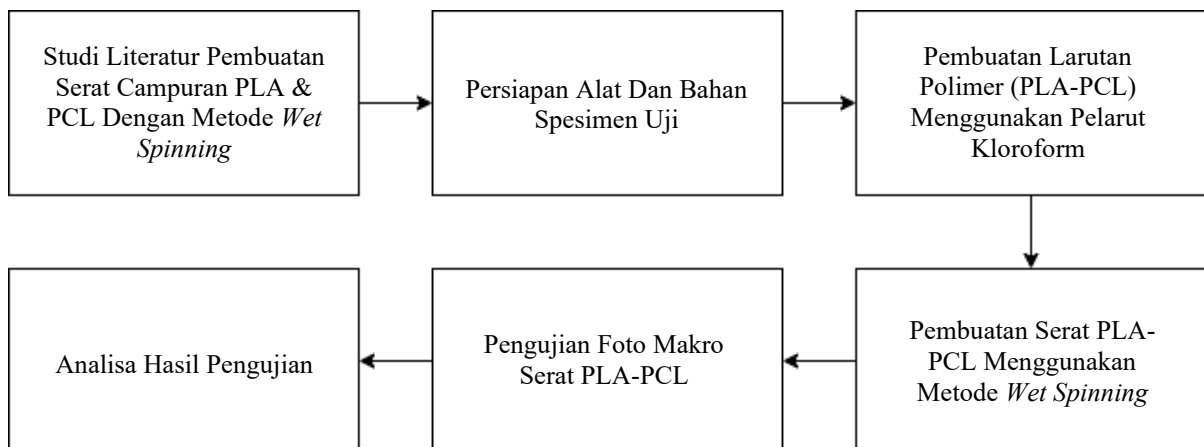 Studi Literatur Pembuatan
Serat Campuran PLA &
PCL Dengan Metode Wet
Spinning
Persiapan Alat Dan Bahan
Spesimen Uji
Pembuatan Larutan
Polimer (PLA-PCL)
Menggunakan Pelarut
Kloroform
Pembuatan Serat PLA-
PCL Menggunakan
Metode Wet Spinning
Pengujian Foto Makro
Serat PLA-PCL
Analisa Hasil Pengujian